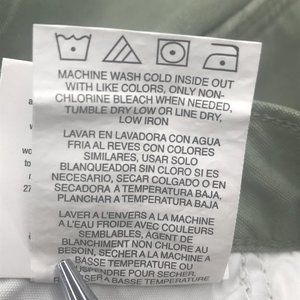 MACHINE WASH COLD INSIDE OUT
WITH LIKE COLORS, ONLY NON-
CHLORINE BLEACH WHEN NEEDED,
TUMBLE DRY LOW OR LINE DRY,
LOW IRON
LAVAR EN LAVADORA CON AGUA
FRIA AL REVES CON COLORES
SIMILARES, USAR SOLO
BLANQUEADOR SIN CLORO SI ES
NECESARIO, SECAR COLGADO O EN
SECADORA A TEMPERATURA BAJA,
PLANCHAR A TEMPERATURA BAJA
LAVER A L'ENVERS A LA MACHINE
A L'EAU FROIDE AVEC COULEURS
SEMBLABLES, AGENT DE
BLANCHIMENT NON CHLORE AU
BESOIN, SECHER A LA MACHINE A
BASSE TEMPERATURE OU
SUSPENDRE POUR SECHER,
A BASSE TEMPERATURE